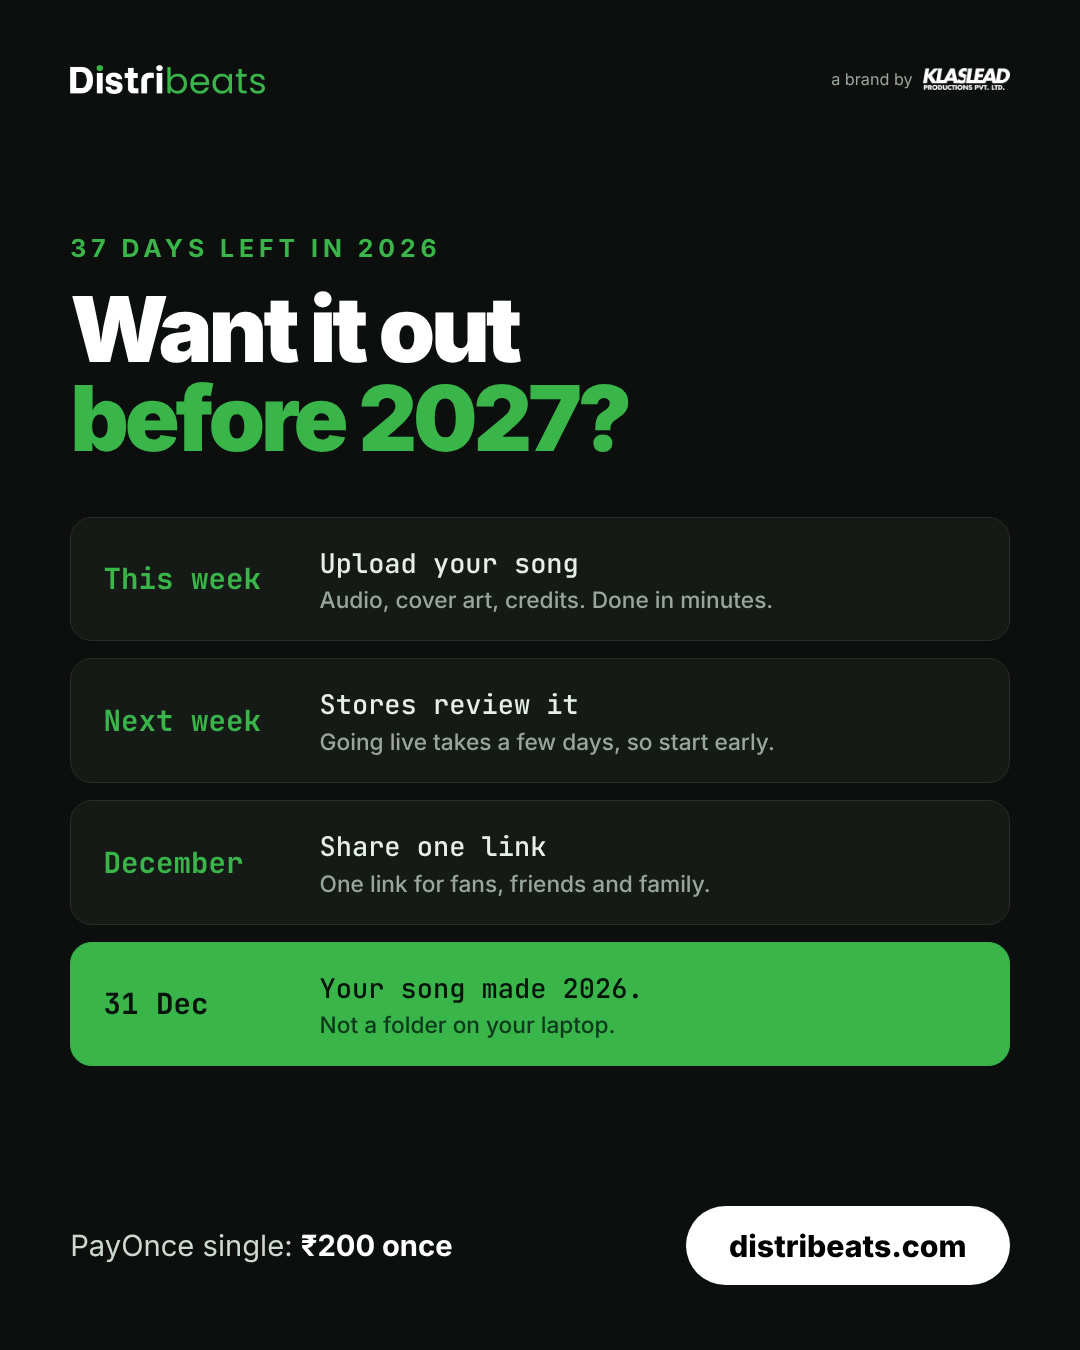 Distribeats
a brand by KLASLEAD
PRODUCTIONS PVT. LTD.
37 DAYS LEFT IN 2026
Want it out
before 2027?
This week
Upload your song
Audio, cover art, credits. Done in minutes.
Next week
Stores review it
Going live takes a few days, so start early.
December
Share one link
One link for fans, friends and family.
31 Dec
Your song made 2026.
Not a folder on your laptop.
PayOnce single: ₹200 once
distribeats.com